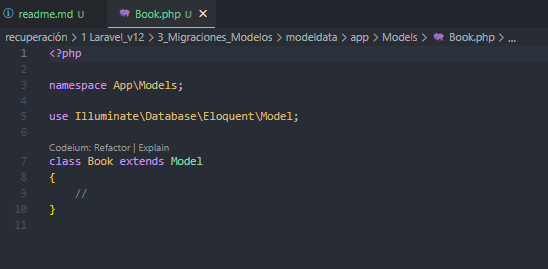 readme.md U
Book.php U
recuperación > 1 Laravel_v12 > 3_Migraciones_Modelos > modeldata > app > Models > Book.php > ...
1 <?php
2
3 namespace App\Models;
4
5 use Illuminate\Database\Eloquent\Model;
6
Codeium: Refactor | Explain
7 class Book extends Model
8 {
9     //
10 }
11